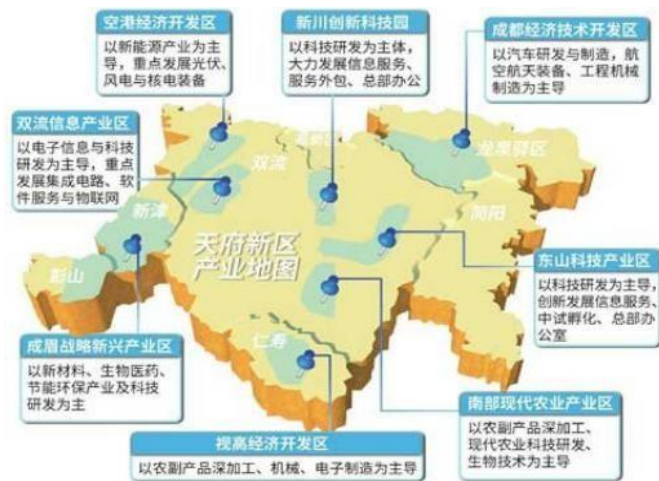 空港经济开发区
以新能源产业为主
导，重点发展光伏、
风电与核电装备
新川创新科技园
以科技研发为主体，
大力发展信息服务、
服务外包、总部办公
成都经济技术开发区
以汽车研发与制造，航
空航天装备、工程机械
制造为主导
双流信息产业区
以电子信息与科技
研发为主导，重点
发展集成电路、软
件服务与物联网
双流
高新区
龙泉驿区
新津
简阳
彭山
天府新区
产业地图
仁寿
东山科技产业区
以科技研发为主导，
创新发展信息服务、
中试孵化、总部办
公室
成眉战略新兴产业区
以新材料、生物医药、
节能环保产业及科技
研发为主
南部现代农业产业区
以农副产品深加工、
现代农业科技研发、
生物技术为主导
视高经济开发区
以农副产品深加工、机械、电子制造为主导